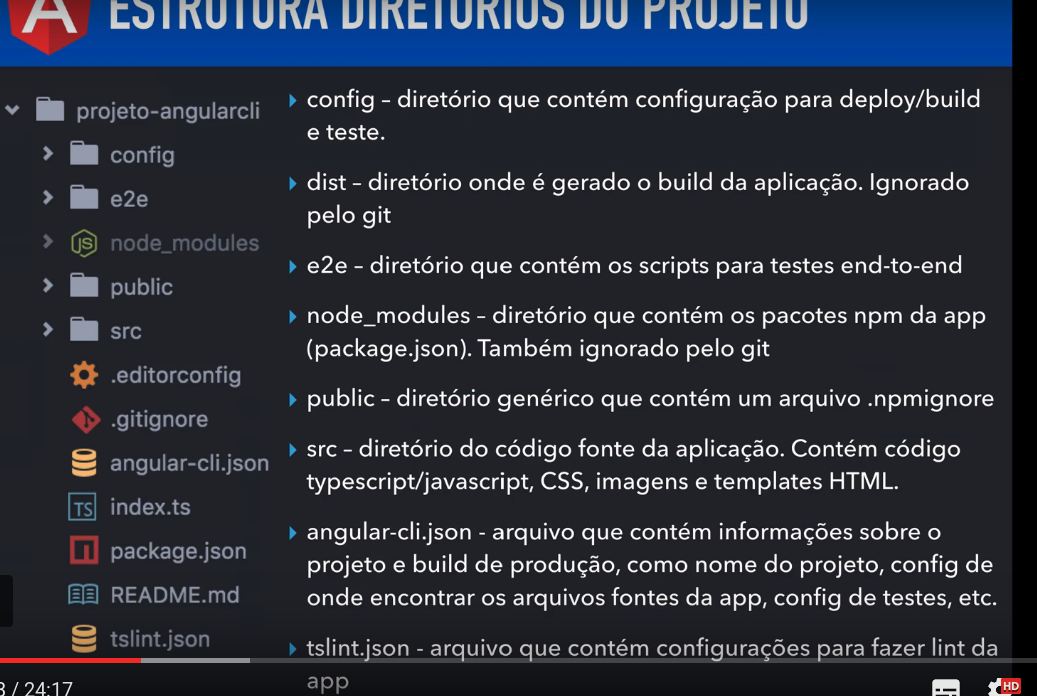 ESTRUTURA DIRETÓRIOS DO PROJETO
projeto-angularcli
config
e2e
node_modules
public
src
.editorconfig
.gitignore
angular-cli.json
index.ts
package.json
README.md
tslint.json
config – diretório que contém configuração para deploy/build
e teste.
dist – diretório onde é gerado o build da aplicação. Ignorado
pelo git
e2e – diretório que contém os scripts para testes end-to-end
node_modules – diretório que contém os pacotes npm da app
(package.json). Também ignorado pelo git
public – diretório genérico que contém um arquivo .npmignore
src – diretório do código fonte da aplicação. Contém código
typescript/javascript, CSS, imagens e templates HTML.
angular-cli.json - arquivo que contém informações sobre o
projeto e build de produção, como nome do projeto, config de
onde encontrar os arquivos fontes da app, config de testes, etc.
tslint.json - arquivo que contém configurações para fazer lint da
app
/ 24:17
HD